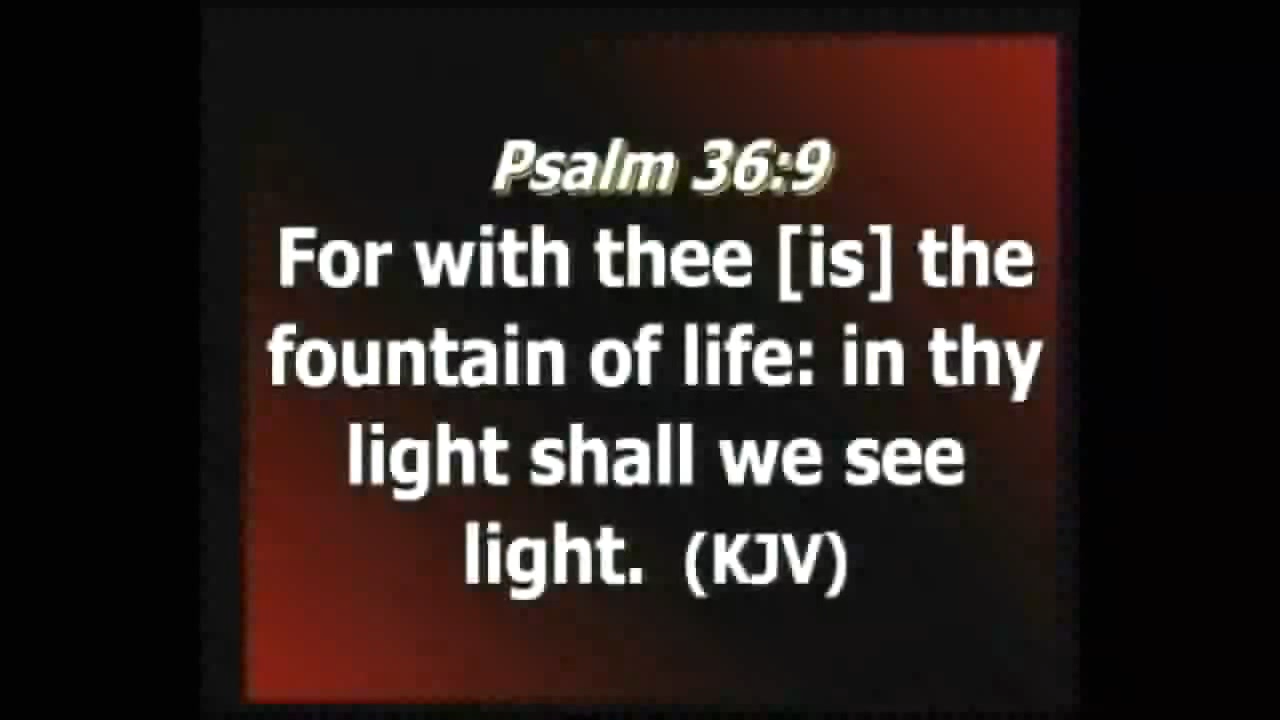 Psalm 36:9
For with thee [is] the
fountain of life: in thy
light shall we see
light. (KJV)